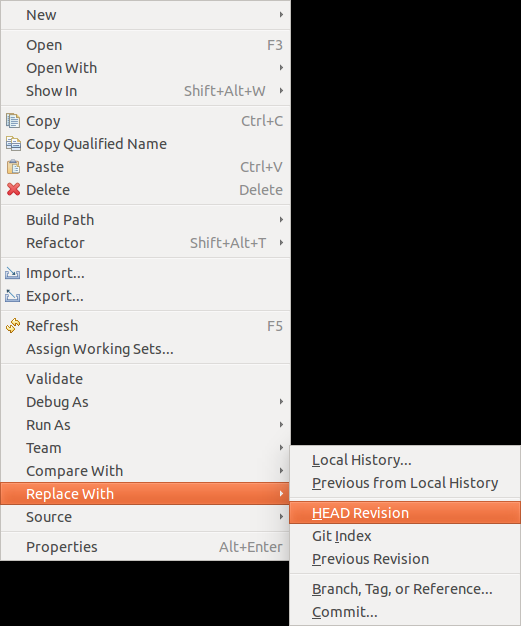 New
Open F3
Open With
Show In Shift+Alt+W
Copy Ctrl+C
Copy Qualified Name
Paste Ctrl+V
Delete Delete
Build Path
Refactor Shift+Alt+T
Import...
Export...
Refresh F5
Assign Working Sets...
Validate
Debug As
Run As
Team
Compare With
Replace With
Source
Properties Alt+Enter
Local History...
Previous from Local History
HEAD Revision
Git Index
Previous Revision
Branch, Tag, or Reference...
Commit...